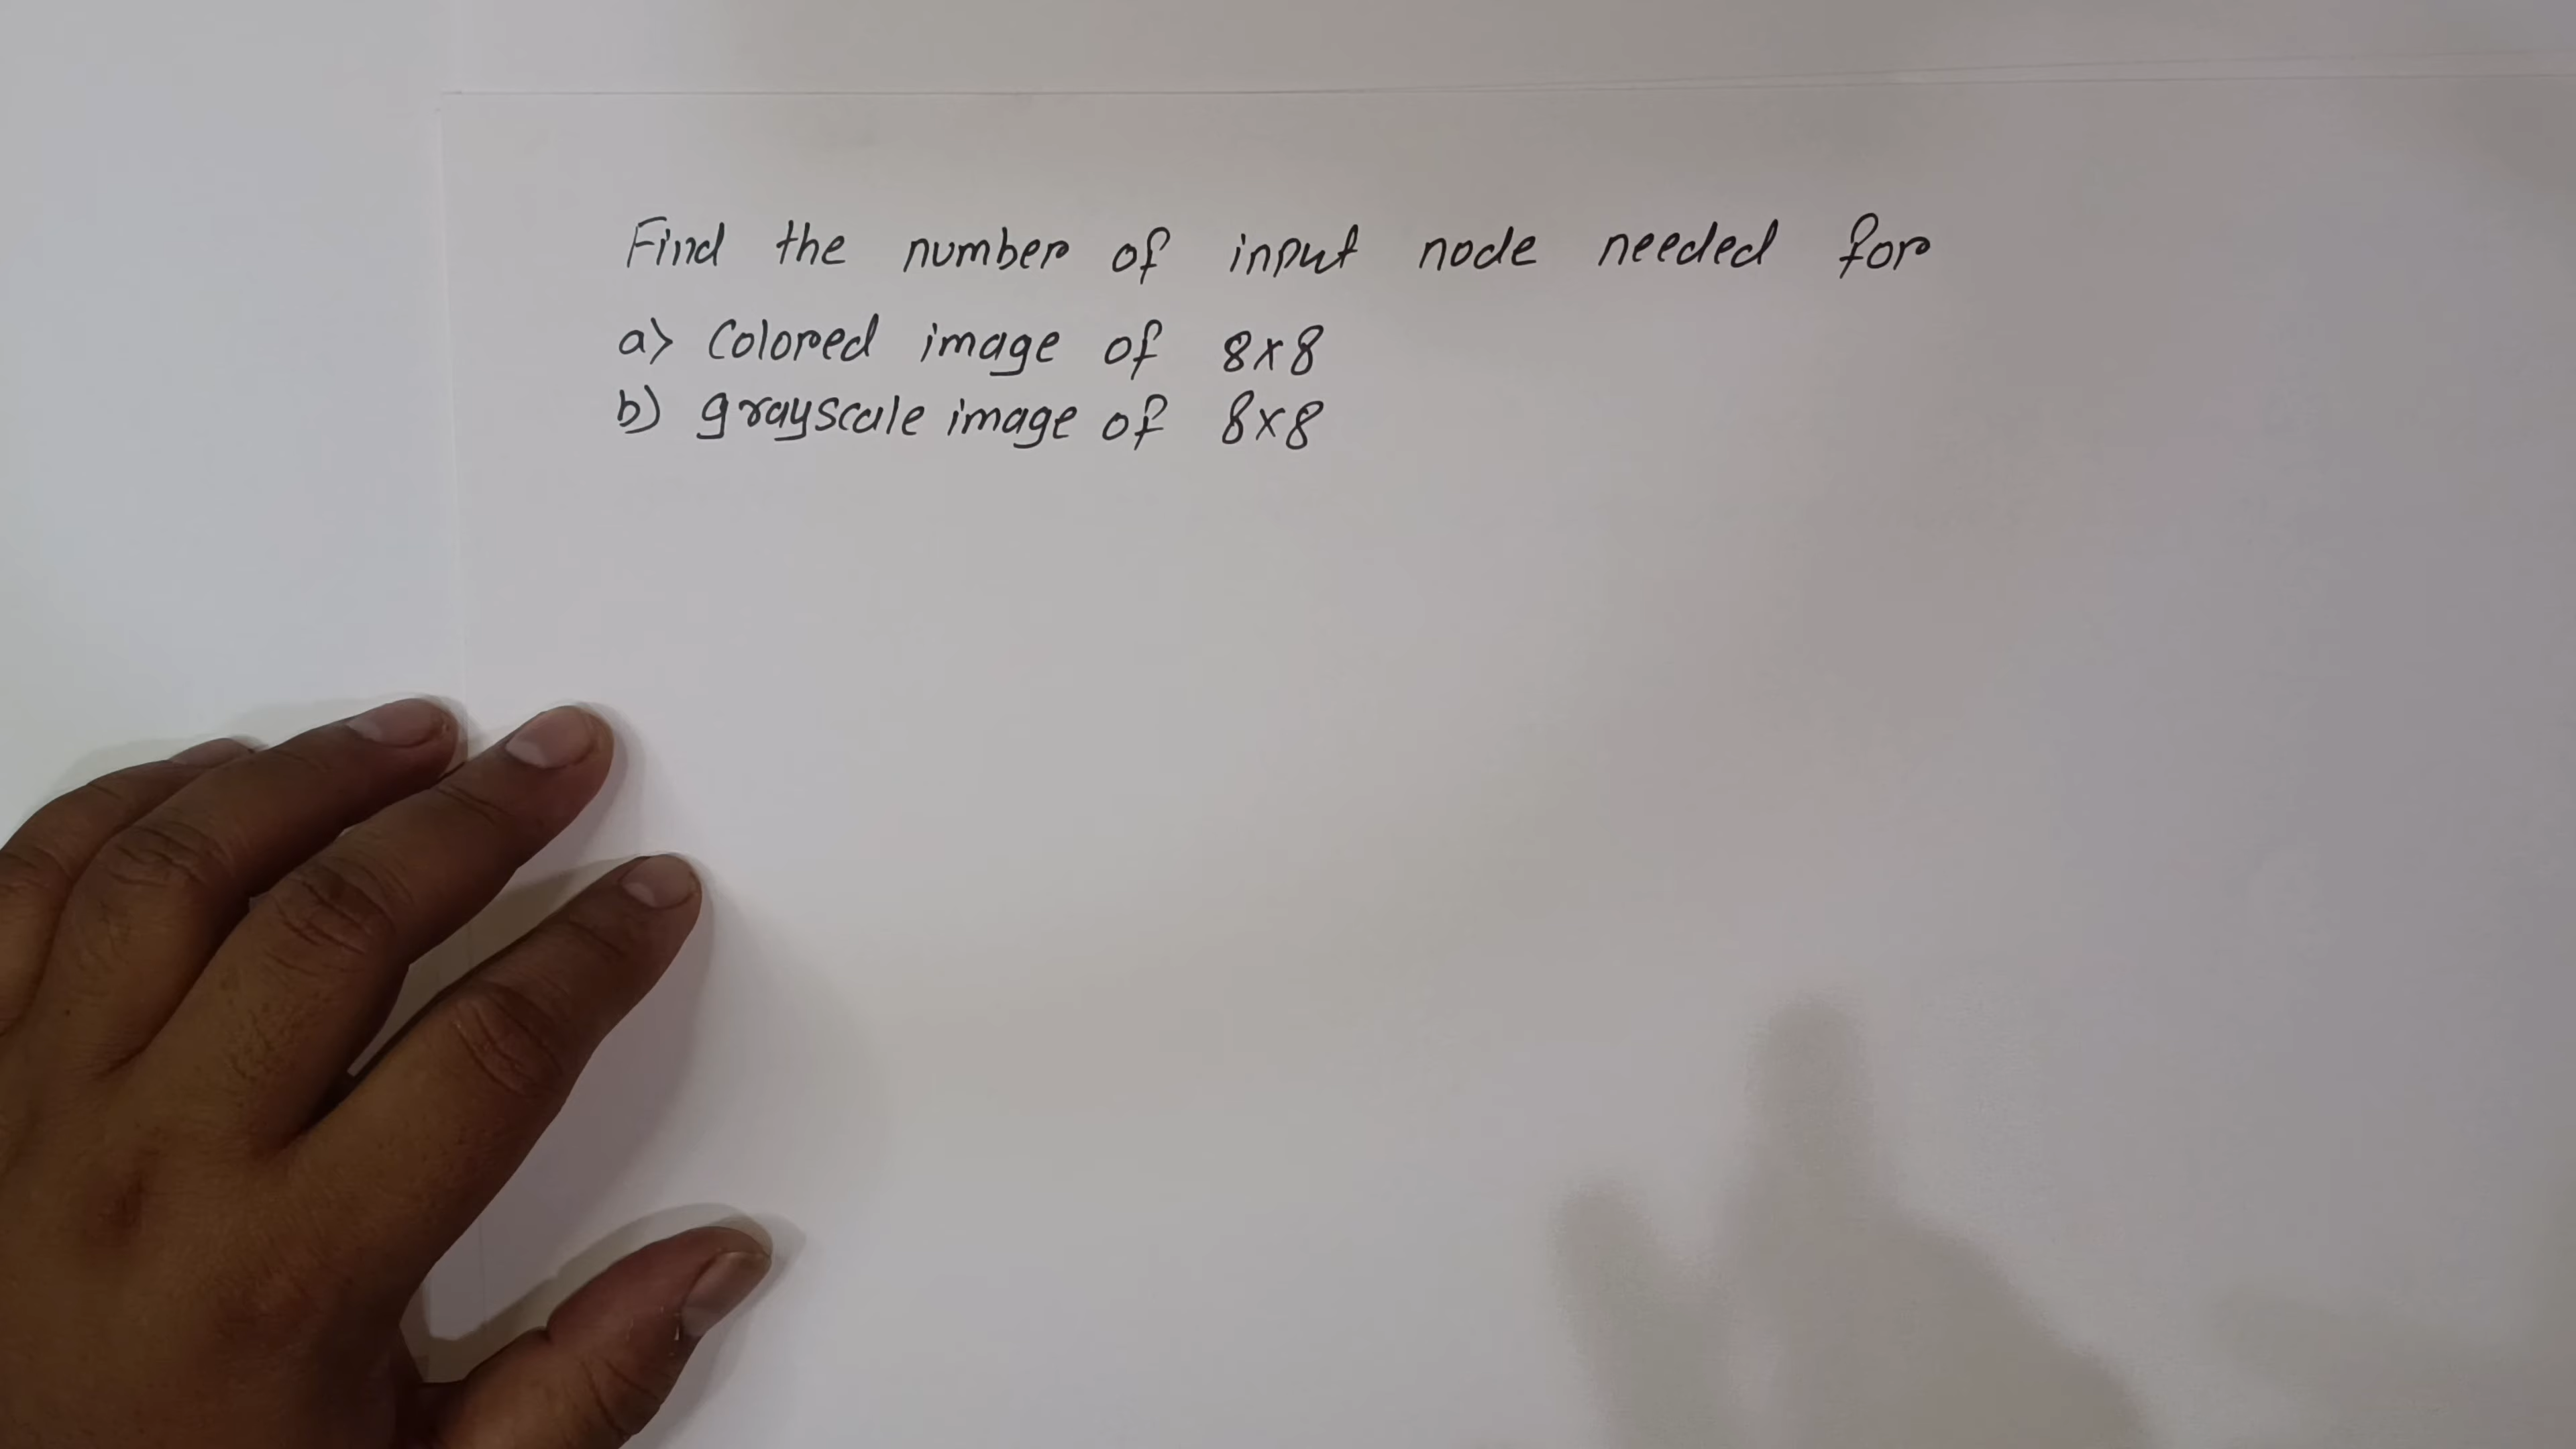 Find the number of input node needed for
a) Colored image of 8x8
b) grayscale image of 8x8